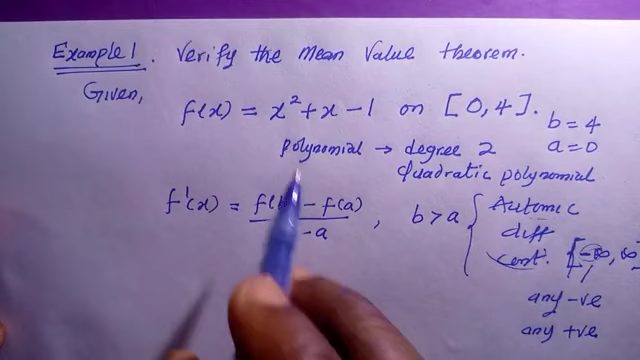 Example 1. Verify the Mean Value theorem.
Given,
f(x) = x² + x − 1 on [0, 4].
b = 4
a = 0
polynomial → degree 2
Quadratic polynomial
f'(x) = f( − f(a) / −a , b > a
Automic
diff
Cont. [−∞, ∞
any −ve
any +ve